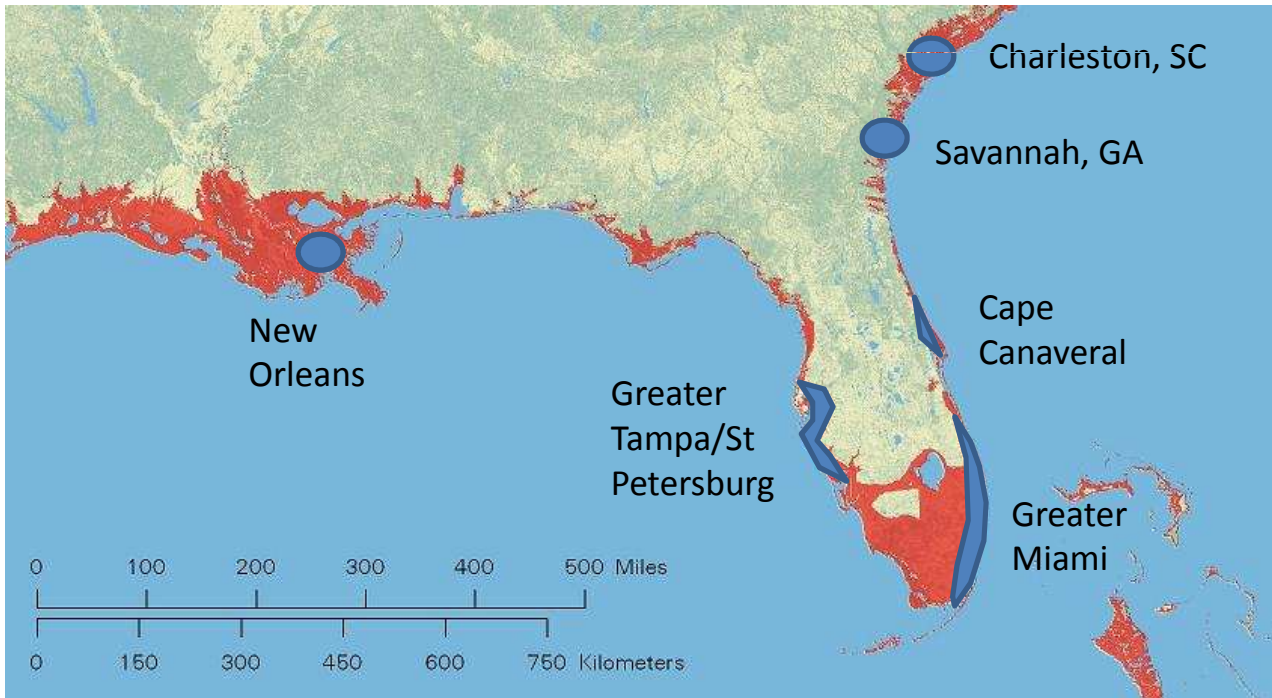 Charleston, SC
Savannah, GA
Cape
Canaveral
New
Orleans
Greater
Tampa/St
Petersburg
Greater
Miami
0 100 200 300 400 500 Miles
0 150 300 450 600 750 Kilometers